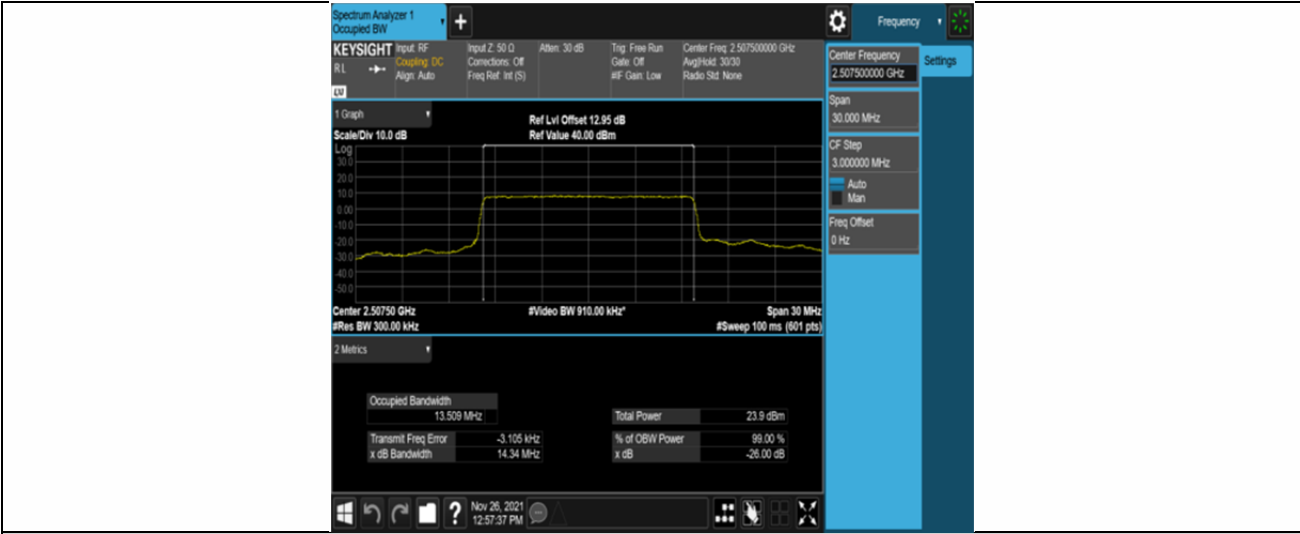 Spectrum Analyzer 1
Occupied BW
+
Frequency
KEYSIGHT
Input: RF
Coupling: DC
Align: Auto
Input Z: 50 Ω
Corrections: Off
Freq Ref: Int (S)
Atten: 30 dB
Trig: Free Run
Gate: Off
#IF Gain: Low
Center Freq: 2.507500000 GHz
Avg|Hold: 30/30
Radio Std: None
RL
LXI
Center Frequency
2.507500000 GHz
Settings
Span
30.000 MHz
CF Step
3.000000 MHz
Auto
Man
Freq Offset
0 Hz
1 Graph
Scale/Div 10.0 dB
Ref Lvl Offset 12.95 dB
Ref Value 40.00 dBm
Log
30.0
20.0
10.0
0.00
-10.0
-20.0
-30.0
-40.0
-50.0
Center 2.50750 GHz
#Video BW 910.00 kHz*
Span 30 MHz
#Res BW 300.00 kHz
#Sweep 100 ms (601 pts)
2 Metrics
Occupied Bandwidth
13.509 MHz
Total Power 23.9 dBm
Transmit Freq Error -3.105 kHz
% of OBW Power 99.00 %
x dB Bandwidth 14.34 MHz
x dB -26.00 dB
?
Nov 26, 2021
12:57:37 PM